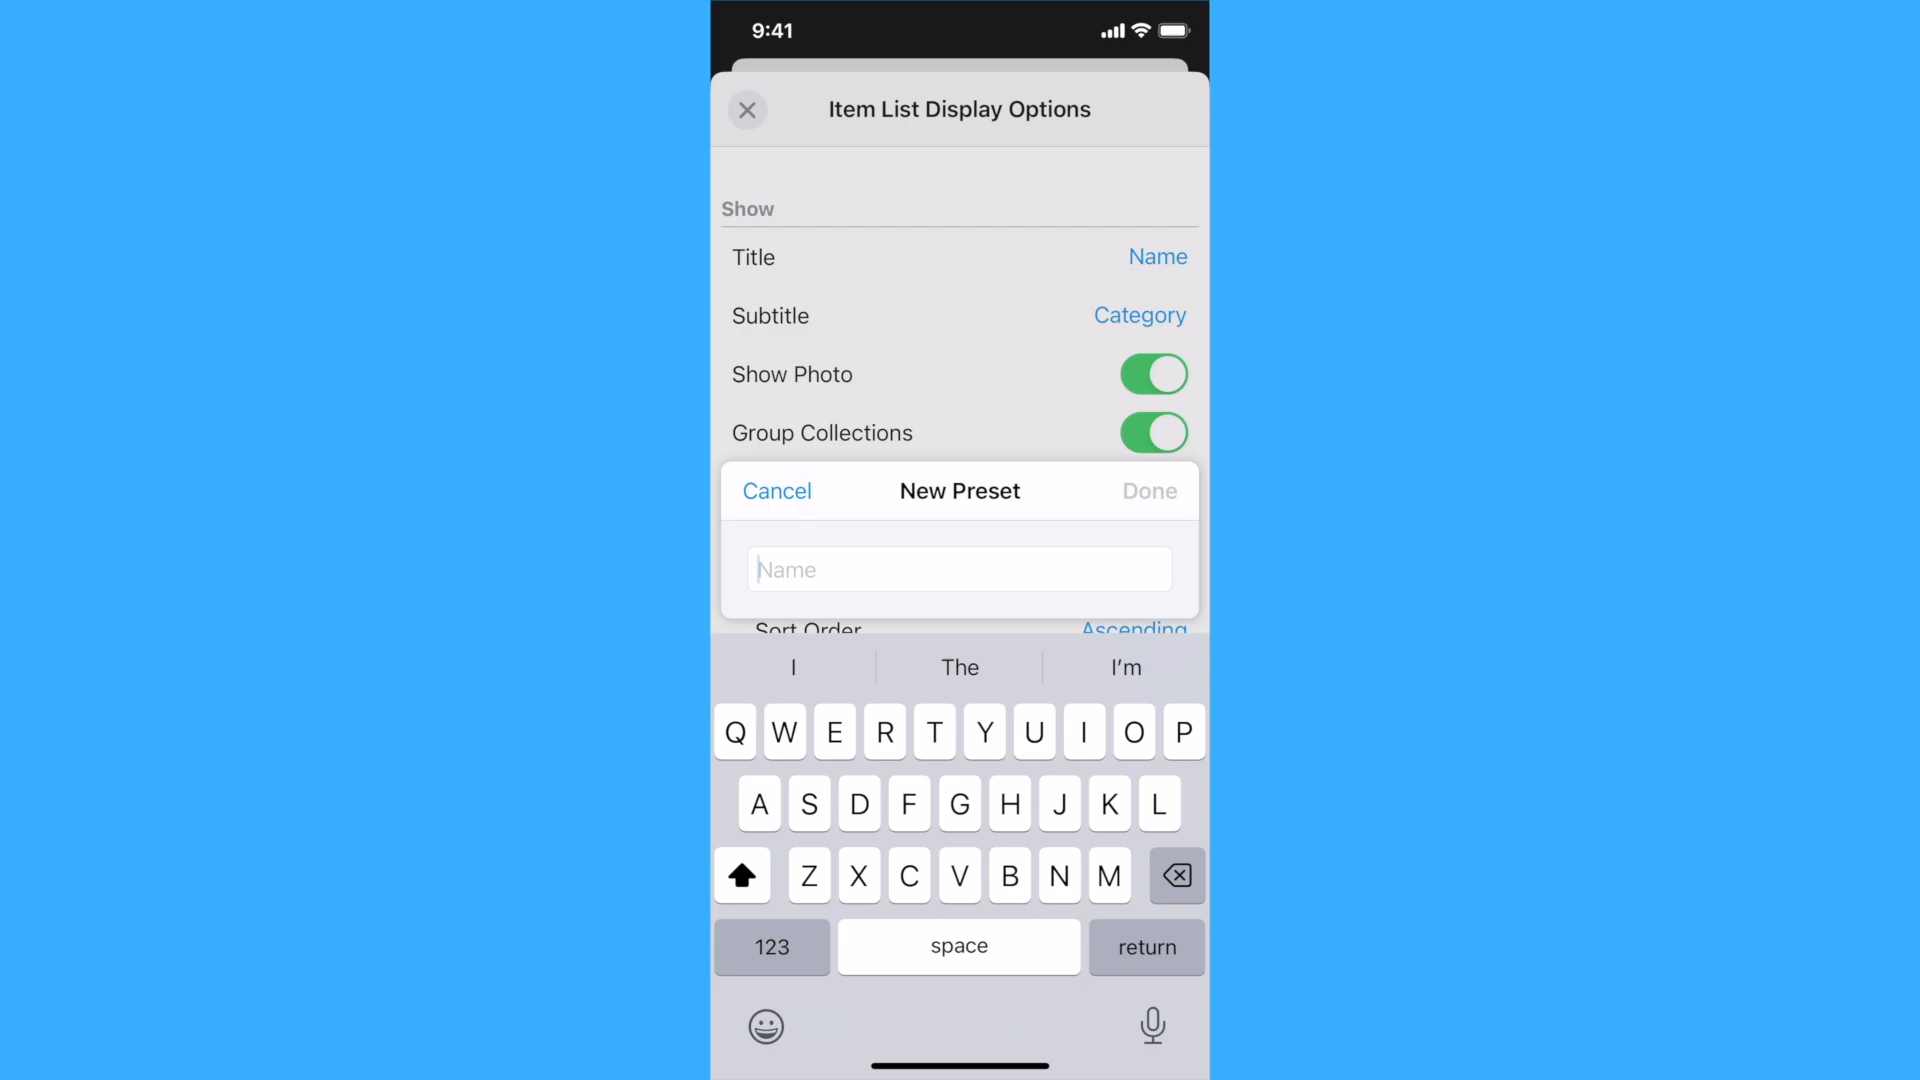 9:41
Item List Display Options
Show
Title Name
Subtitle Category
Show Photo
Group Collections
Cancel New Preset Done
Name
Sort Order Ascending
I The I'm
Q W E R T Y U I O P
A S D F G H J K L
Z X C V B N M
123 space return